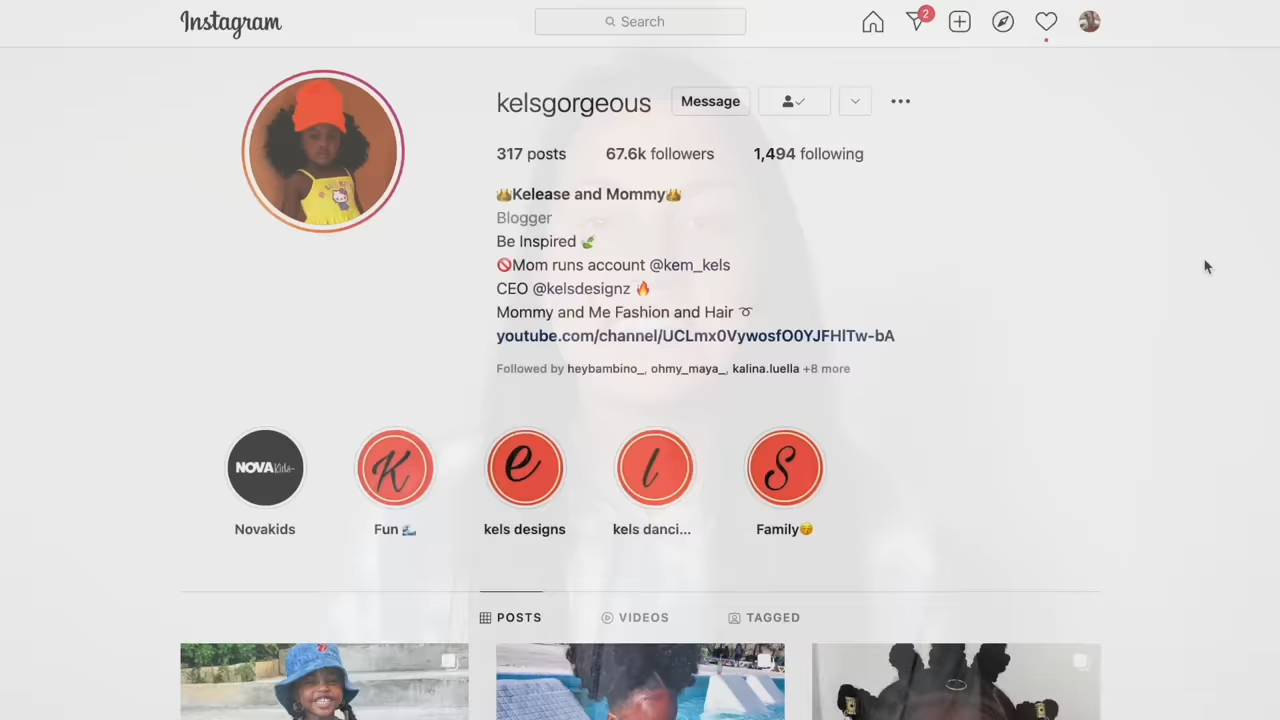 Instagram
Search
2
kelsgorgeous
Message
317 posts 67.6k followers 1,494 following
👑Kelease and Mommy👑
Blogger
Be Inspired 🍃
🚫Mom runs account @kem_kels
CEO @kelsdesignz 🔥
Mommy and Me Fashion and Hair ➰
youtube.com/channel/UCLmx0VywosfO0YJFHlTw-bA
Followed by heybambino_, ohmy_maya_, kalina.luella +8 more
NOVA Kids
K
e
l
S
Novakids
Fun 🌊
kels designs
kels danci...
Family😚
POSTS
VIDEOS
TAGGED